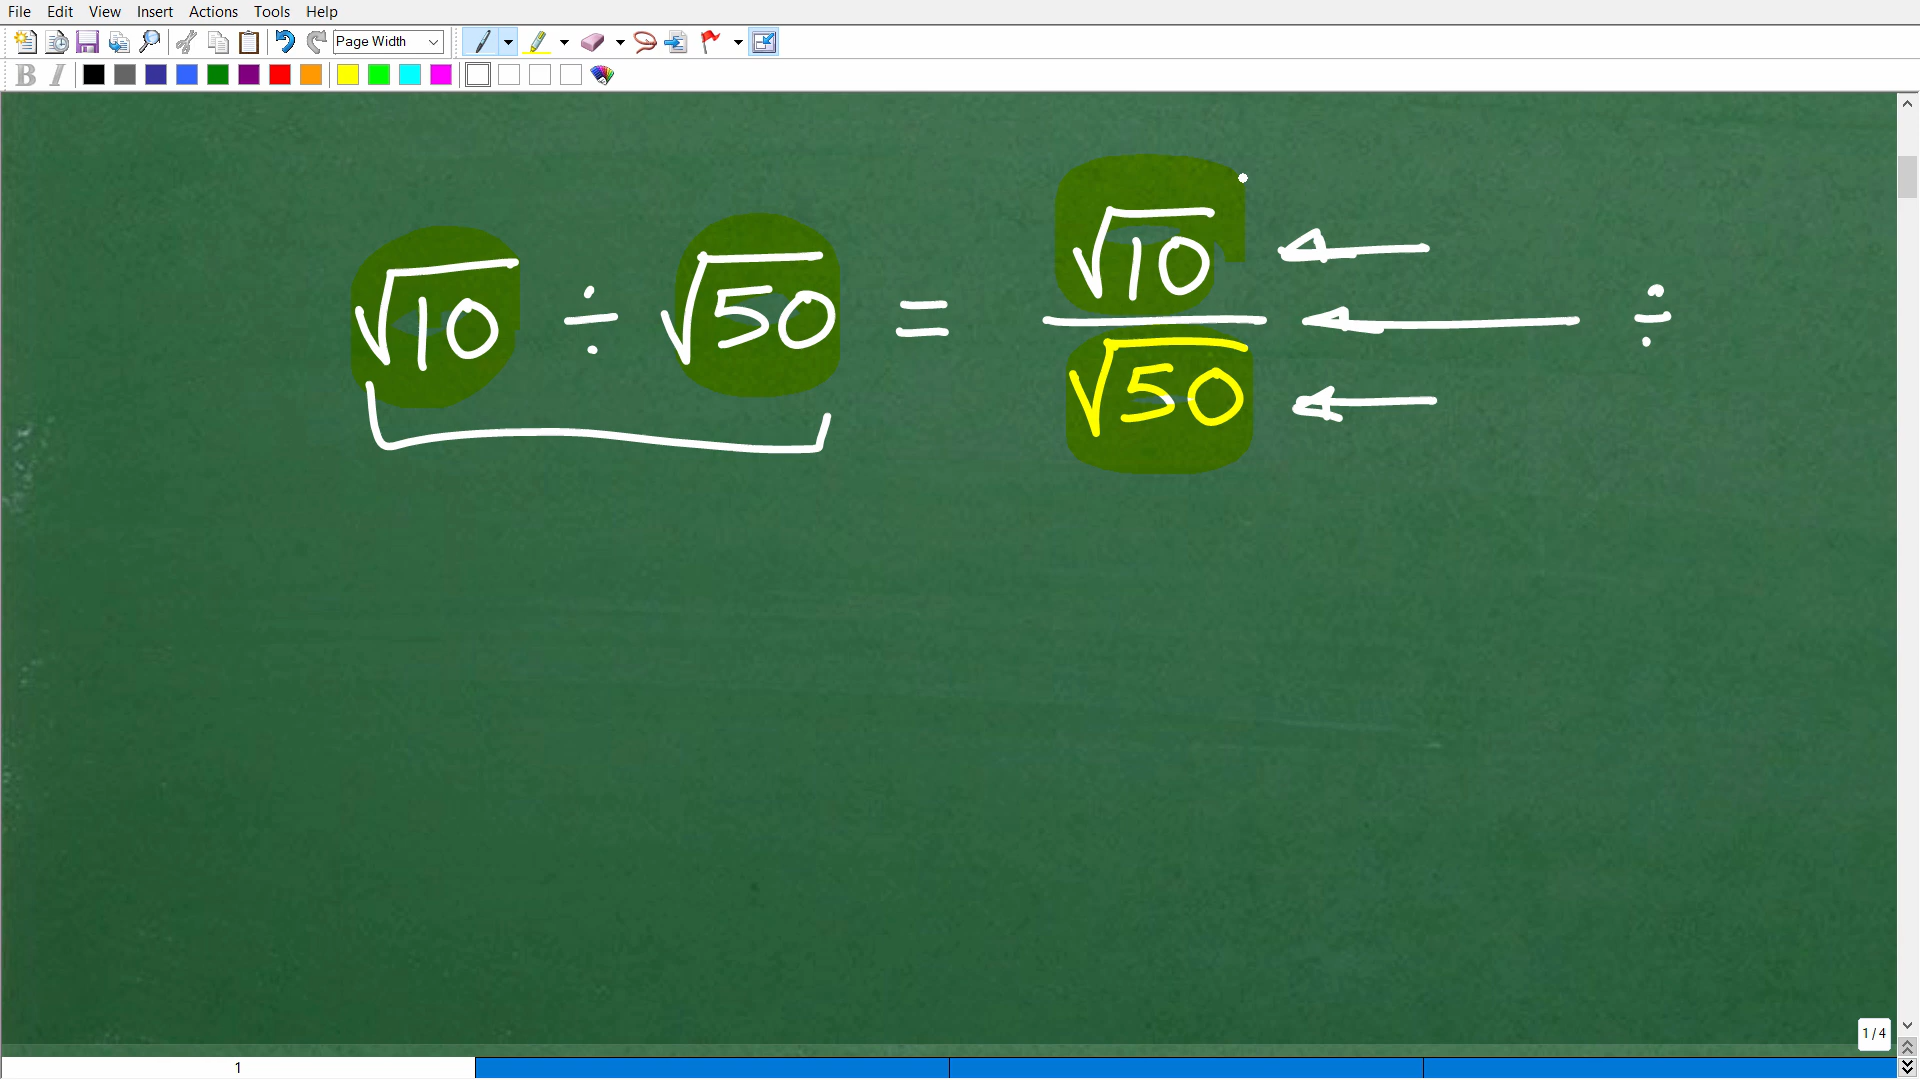 File Edit View Insert Actions Tools Help
Page Width
B I
√10 ÷ √50 = √10 / √50 ÷
1 / 4
1